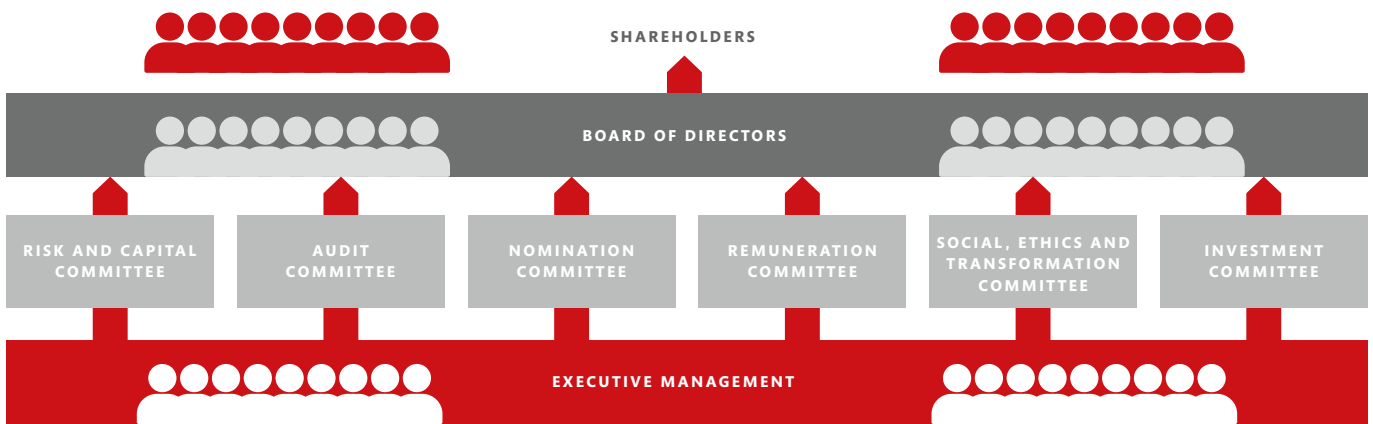 SHAREHOLDERS
BOARD OF DIRECTORS
RISK AND CAPITAL
COMMITTEE
AUDIT
COMMITTEE
NOMINATION
COMMITTEE
REMUNERATION
COMMITTEE
SOCIAL, ETHICS AND
TRANSFORMATION
COMMITTEE
INVESTMENT
COMMITTEE
EXECUTIVE MANAGEMENT